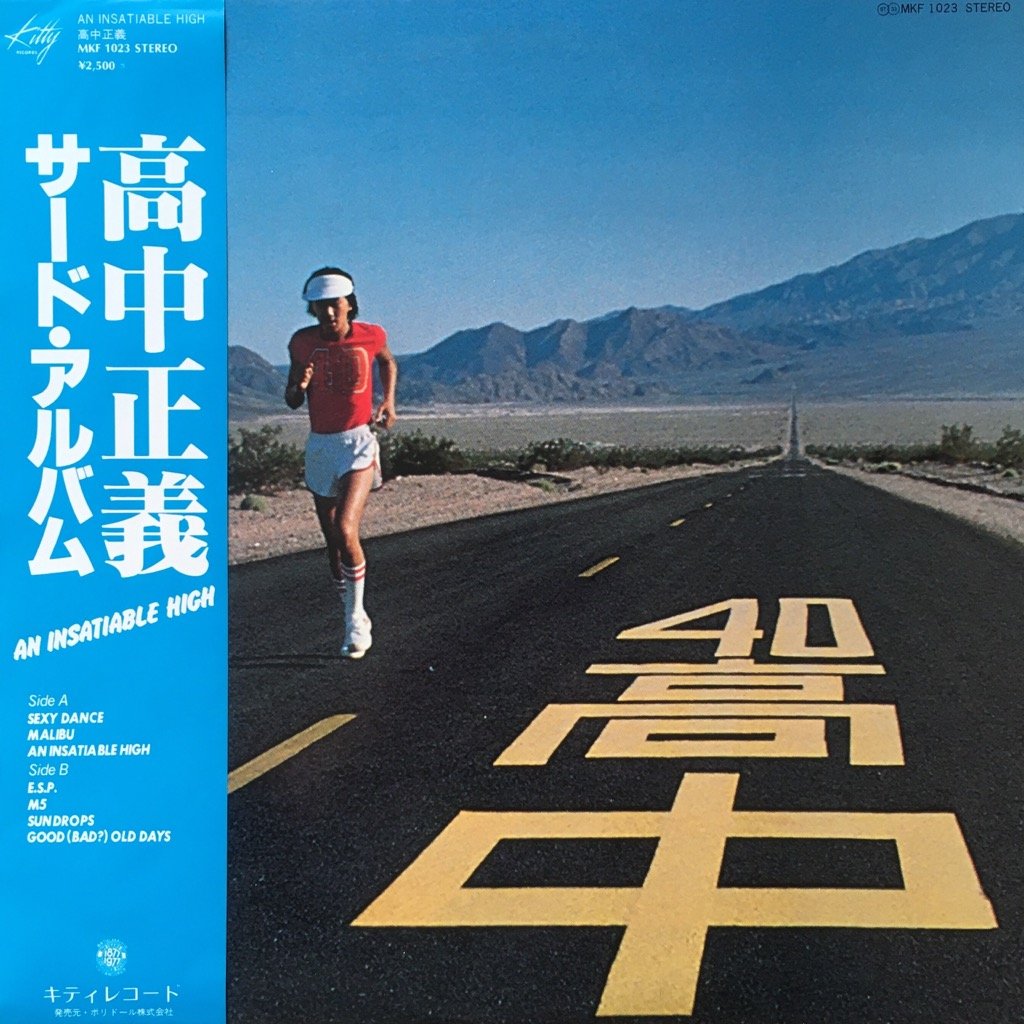 Kitty
RECORDS
AN INSATIABLE HIGH
高中正義
MKF 1023 STEREO
¥2,500
高中正義
サード・アルバム
AN INSATIABLE HIGH
Side A
SEXY DANCE
MALIBU
AN INSATIABLE HIGH
Side B
E.S.P.
M5
SUNDROPS
GOOD (BAD?) OLD DAYS
1877
1977
キティレコード
発売元・ポリドール株式会社
MKF 1023 STEREO
10
40
高
中